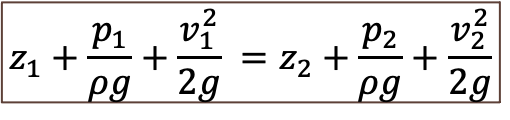 z₁ + p₁/ρg + v₁²/2g = z₂ + p₂/ρg + v₂²/2g